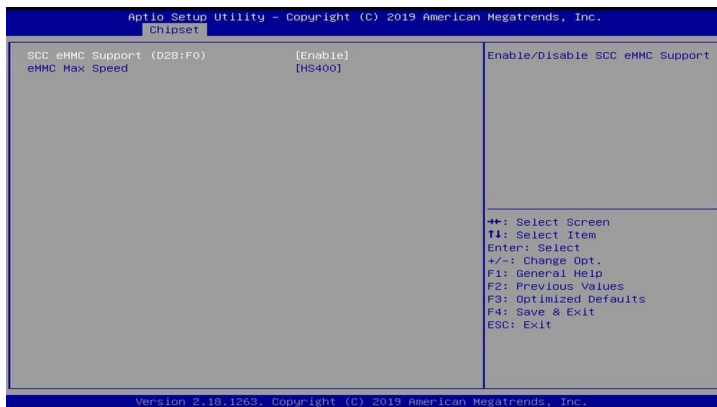 Aptio Setup Utility – Copyright (C) 2019 American Megatrends, Inc.
Chipset
SCC eMMC Support (D28:F0) [Enable]
eMMC Max Speed [HS400]
Enable/Disable SCC eMMC Support
→←: Select Screen
↑↓: Select Item
Enter: Select
+/-: Change Opt.
F1: General Help
F2: Previous Values
F3: Optimized Defaults
F4: Save & Exit
ESC: Exit
Version 2.18.1263. Copyright (C) 2019 American Megatrends, Inc.